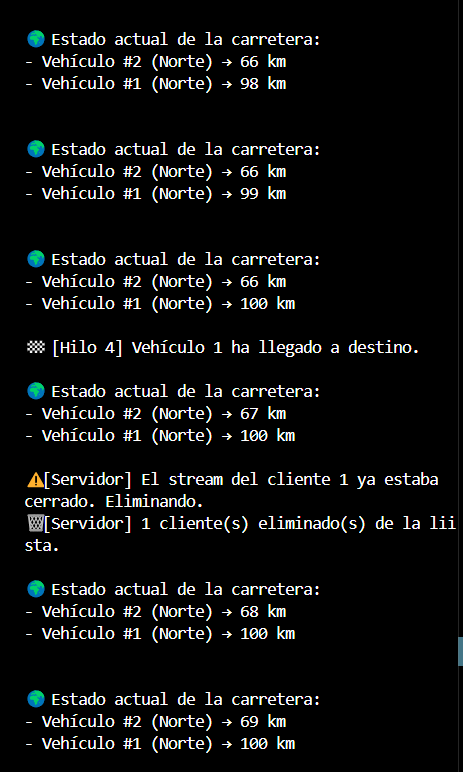 🌍 Estado actual de la carretera:
- Vehículo #2 (Norte) → 66 km
- Vehículo #1 (Norte) → 98 km
🌍 Estado actual de la carretera:
- Vehículo #2 (Norte) → 66 km
- Vehículo #1 (Norte) → 99 km
🌍 Estado actual de la carretera:
- Vehículo #2 (Norte) → 66 km
- Vehículo #1 (Norte) → 100 km
🏁 [Hilo 4] Vehículo 1 ha llegado a destino.
🌍 Estado actual de la carretera:
- Vehículo #2 (Norte) → 67 km
- Vehículo #1 (Norte) → 100 km
⚠️[Servidor] El stream del cliente 1 ya estaba
cerrado. Eliminando.
🗑️[Servidor] 1 cliente(s) eliminado(s) de la lii
sta.
🌍 Estado actual de la carretera:
- Vehículo #2 (Norte) → 68 km
- Vehículo #1 (Norte) → 100 km
🌍 Estado actual de la carretera:
- Vehículo #2 (Norte) → 69 km
- Vehículo #1 (Norte) → 100 km